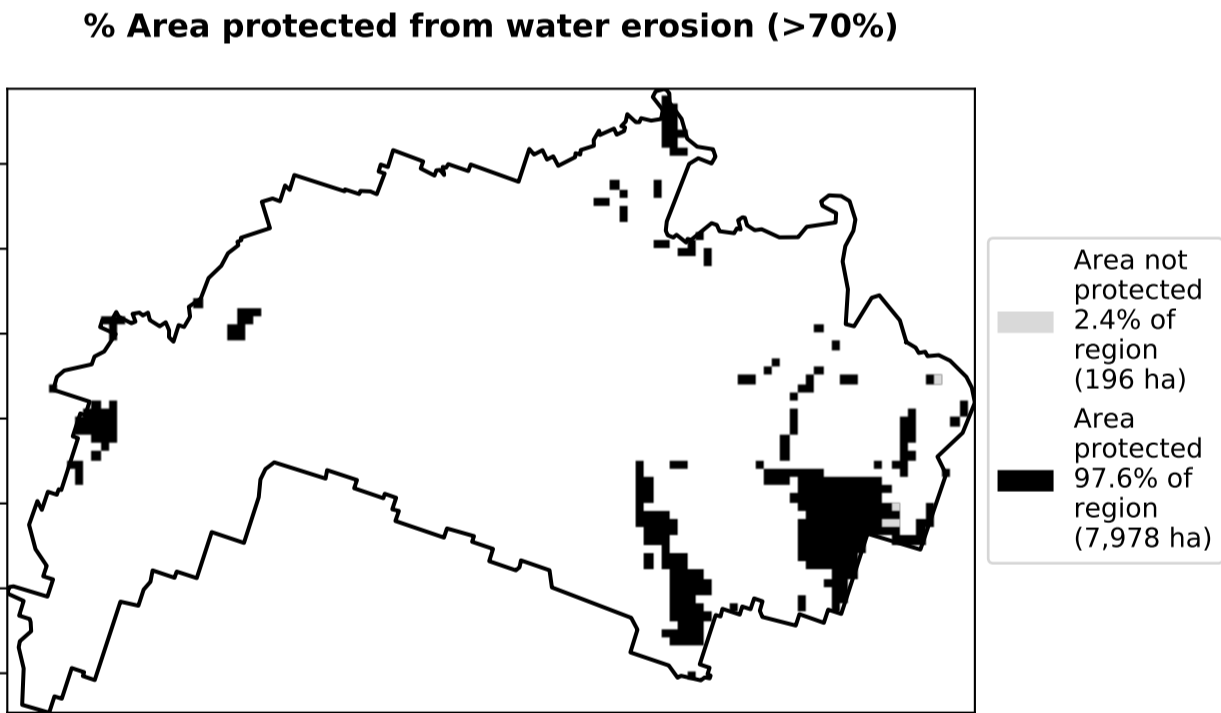 % Area protected from water erosion (>70%)
Area not
protected
2.4% of
region
(196 ha)
Area
protected
97.6% of
region
(7,978 ha)